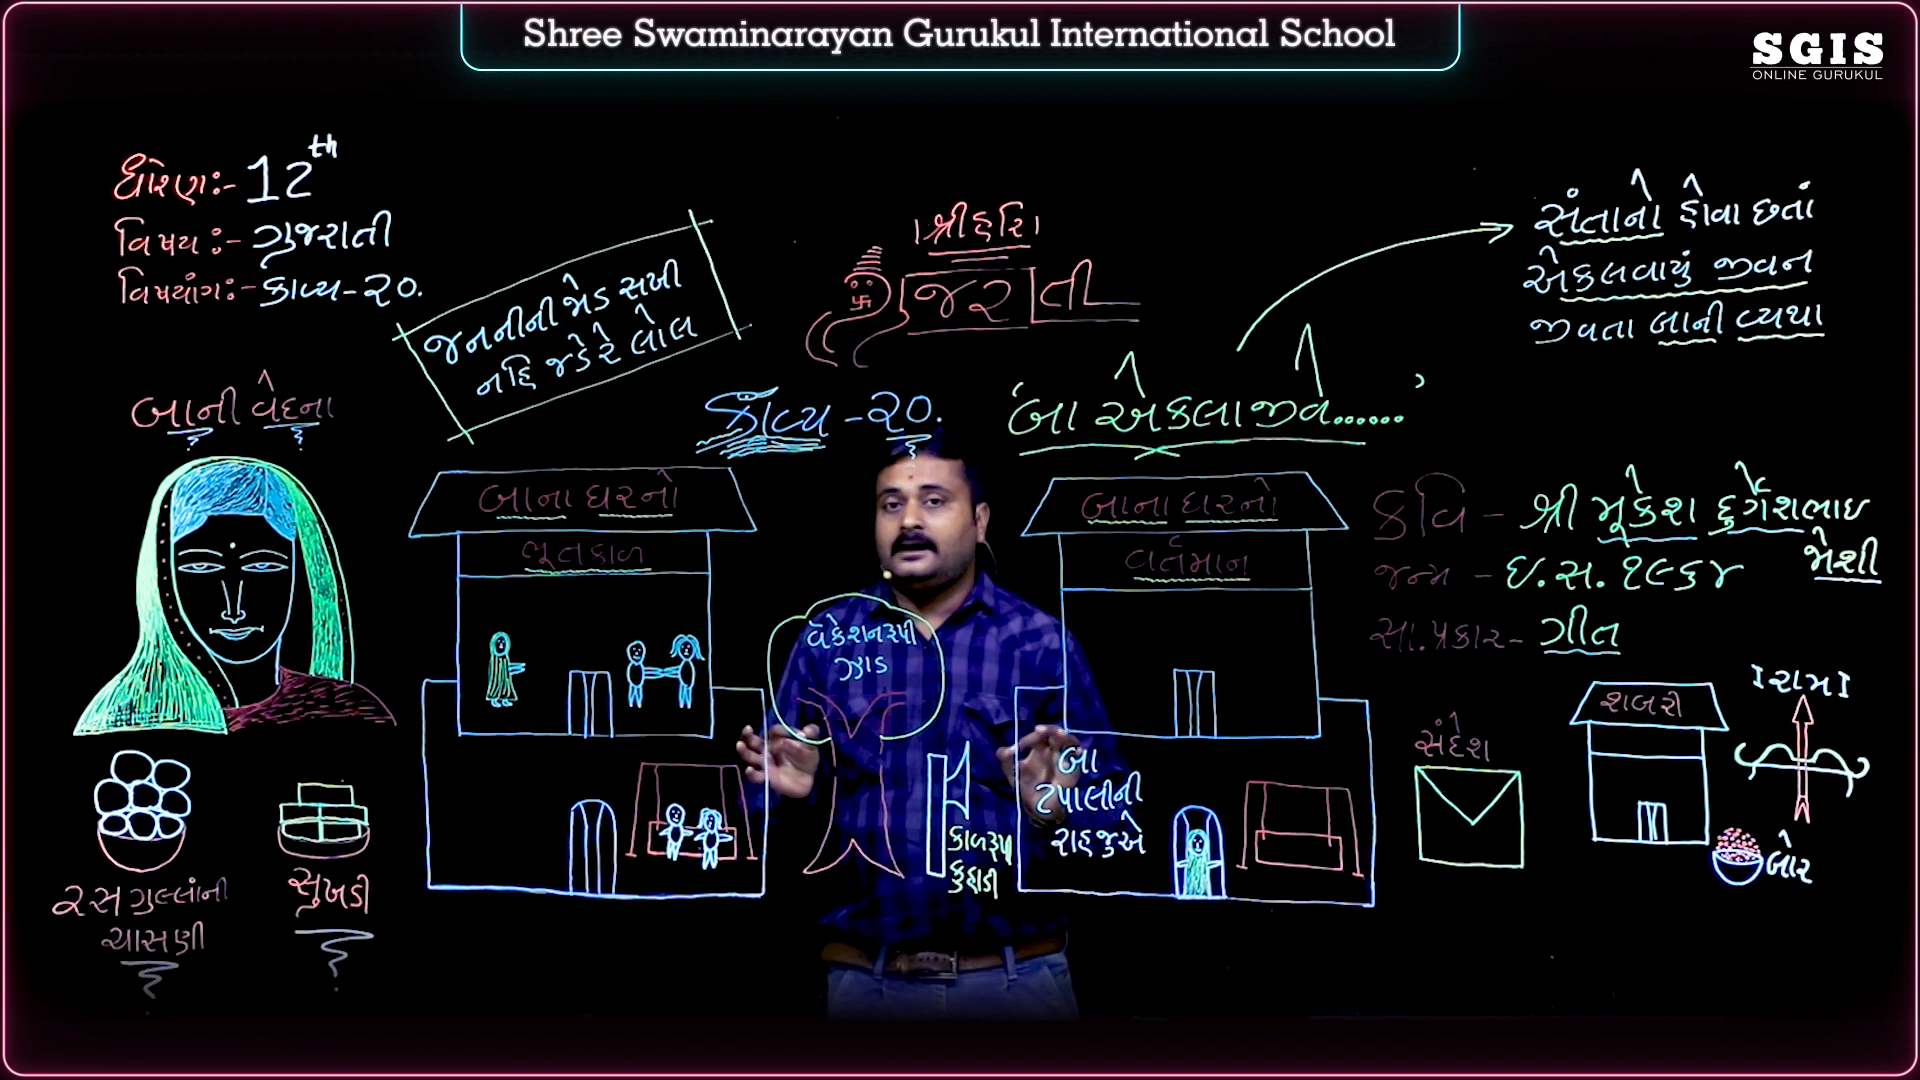 Shree Swaminarayan Gurukul International School
SGIS
ONLINE GURUKUL
ધોરણઃ- 12th
વિષયઃ- ગુજરાતી
વિષયાંગઃ- કાવ્ય-૨૦.
જનનીની જોડ સખી
નહિ જડે રે લોલ
।શ્રીહરિ।
જરાતી
સંતાનો હોવા છતાં
એકલવાયું જીવન
જીવતા બાની વ્યથા
કાવ્ય-૨૦.
'બા એકલા જીવે......'
બાની વેદના
બાના ઘરનો
ભૂતકાળ
બાના ઘરનો
વર્તમાન
કવિ - શ્રી મૂકેશ દુર્ગેશભાઇ
જોશી
જન્મ - ઇ.સ. ૧૯૬૪
સા.પ્રકાર- ગીત
વૅકેશનરૂપી
ઝાડ
કાળરૂપી
કુહાડી
બા
ટપાલીની
રાહ જુએ
સંદેશ
શબરી
।રામ।
બોર
રસગુલ્લાંની
ચાસણી
સુખડી